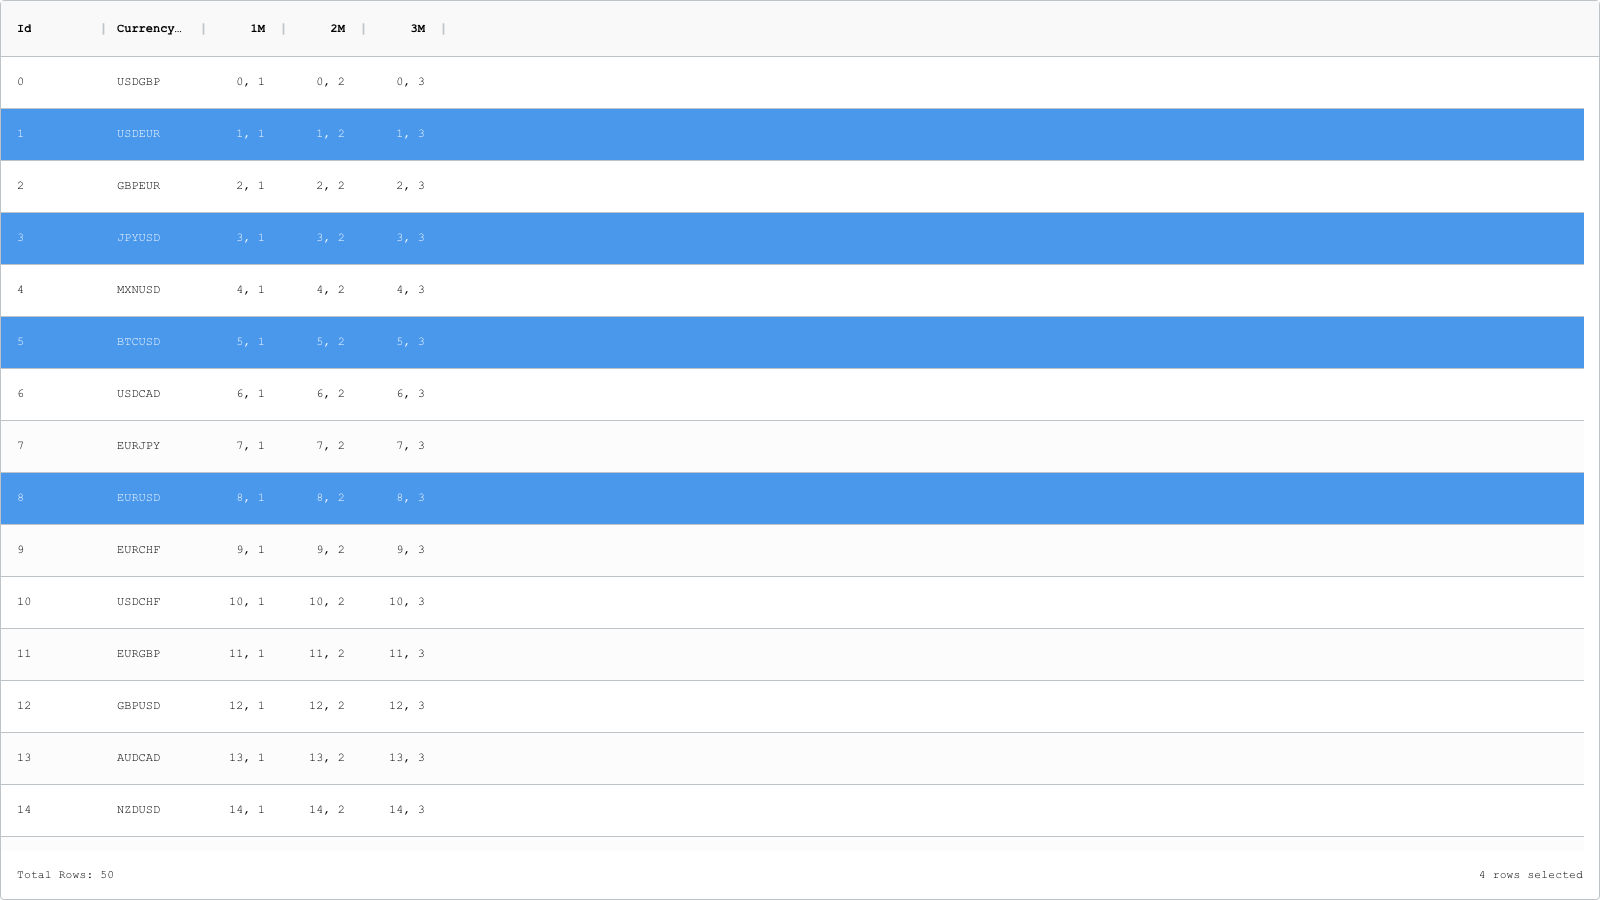 Id | Currency… | 1M | 2M | 3M |
0 USDGBP 0, 1 0, 2 0, 3
1 USDEUR 1, 1 1, 2 1, 3
2 GBPEUR 2, 1 2, 2 2, 3
3 JPYUSD 3, 1 3, 2 3, 3
4 MXNUSD 4, 1 4, 2 4, 3
5 BTCUSD 5, 1 5, 2 5, 3
6 USDCAD 6, 1 6, 2 6, 3
7 EURJPY 7, 1 7, 2 7, 3
8 EURUSD 8, 1 8, 2 8, 3
9 EURCHF 9, 1 9, 2 9, 3
10 USDCHF 10, 1 10, 2 10, 3
11 EURGBP 11, 1 11, 2 11, 3
12 GBPUSD 12, 1 12, 2 12, 3
13 AUDCAD 13, 1 13, 2 13, 3
14 NZDUSD 14, 1 14, 2 14, 3
Total Rows: 50 4 rows selected